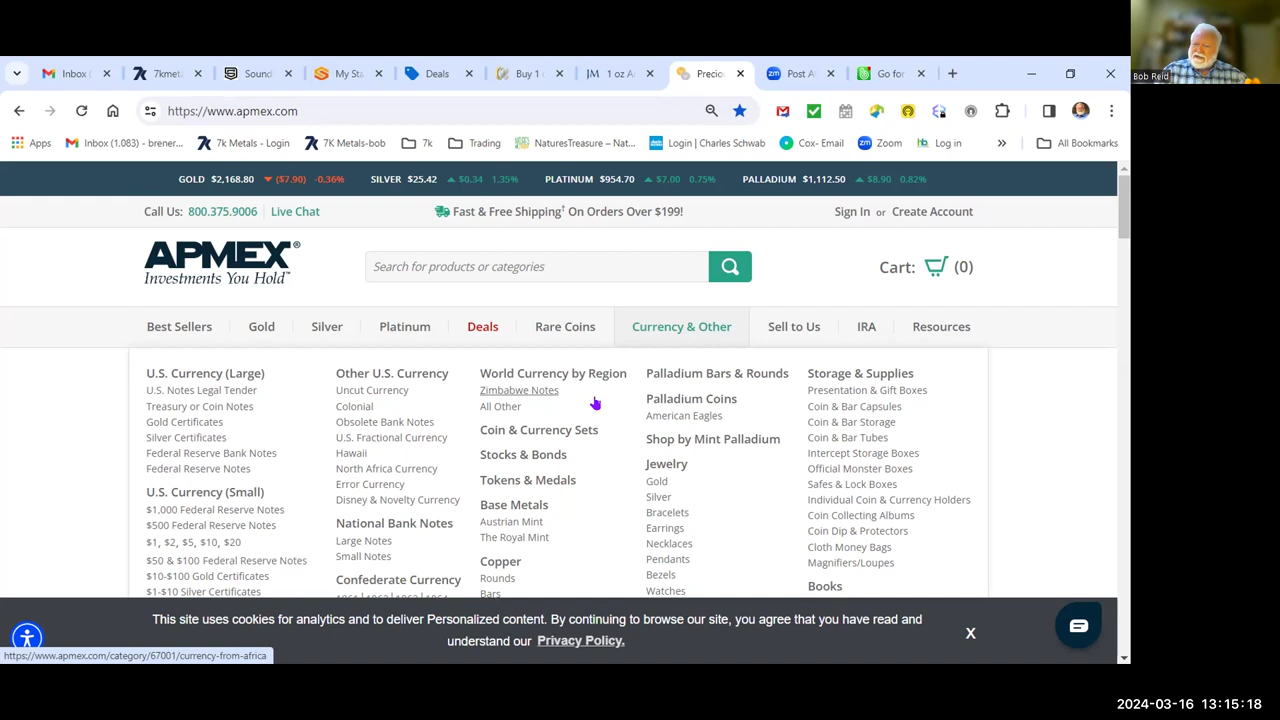 Inbox (
7kmeta
Sound
My Sta
Deals
Buy 1
JM 1 oz A
Precio
zm Post A
Go for
Bob Reid
https://www.apmex.com
Apps
Inbox (1,083) - brener...
7k Metals - Login
7K Metals-bob
7k
Trading
NaturesTreasure – Nat...
Login | Charles Schwab
Cox- Email
zm Zoom
hb Log in
»
All Bookmarks
GOLD $2,168.80 ▼ ($7.90) -0.36% SILVER $25.42 ▲ $0.34 1.35% PLATINUM $954.70 ▲ $7.00 0.75% PALLADIUM $1,112.50 ▲ $8.90 0.82%
Call Us: 800.375.9006 Live Chat Fast & Free Shipping† On Orders Over $199! Sign In or Create Account
APMEX®
Investments You Hold™
Search for products or categories
Cart: (0)
Best Sellers Gold Silver Platinum Deals Rare Coins Currency & Other Sell to Us IRA Resources
U.S. Currency (Large)
U.S. Notes Legal Tender
Treasury or Coin Notes
Gold Certificates
Silver Certificates
Federal Reserve Bank Notes
Federal Reserve Notes
U.S. Currency (Small)
$1,000 Federal Reserve Notes
$500 Federal Reserve Notes
$1, $2, $5, $10, $20
$50 & $100 Federal Reserve Notes
$10-$100 Gold Certificates
$1-$10 Silver Certificates
Other U.S. Currency
Uncut Currency
Colonial
Obsolete Bank Notes
U.S. Fractional Currency
Hawaii
North Africa Currency
Error Currency
Disney & Novelty Currency
National Bank Notes
Large Notes
Small Notes
Confederate Currency
1861 | 1862 | 1863 | 1864
World Currency by Region
Zimbabwe Notes
All Other
Coin & Currency Sets
Stocks & Bonds
Tokens & Medals
Base Metals
Austrian Mint
The Royal Mint
Copper
Rounds
Bars
Palladium Bars & Rounds
Palladium Coins
American Eagles
Shop by Mint Palladium
Jewelry
Gold
Silver
Bracelets
Earrings
Necklaces
Pendants
Bezels
Watches
Storage & Supplies
Presentation & Gift Boxes
Coin & Bar Capsules
Coin & Bar Storage
Coin & Bar Tubes
Intercept Storage Boxes
Official Monster Boxes
Safes & Lock Boxes
Individual Coin & Currency Holders
Coin Collecting Albums
Coin Dip & Protectors
Cloth Money Bags
Magnifiers/Loupes
Books
This site uses cookies for analytics and to deliver Personalized content. By continuing to browse our site, you agree that you have read and
understand our Privacy Policy.
X
https://www.apmex.com/category/67001/currency-from-africa
2024-03-16 13:15:18